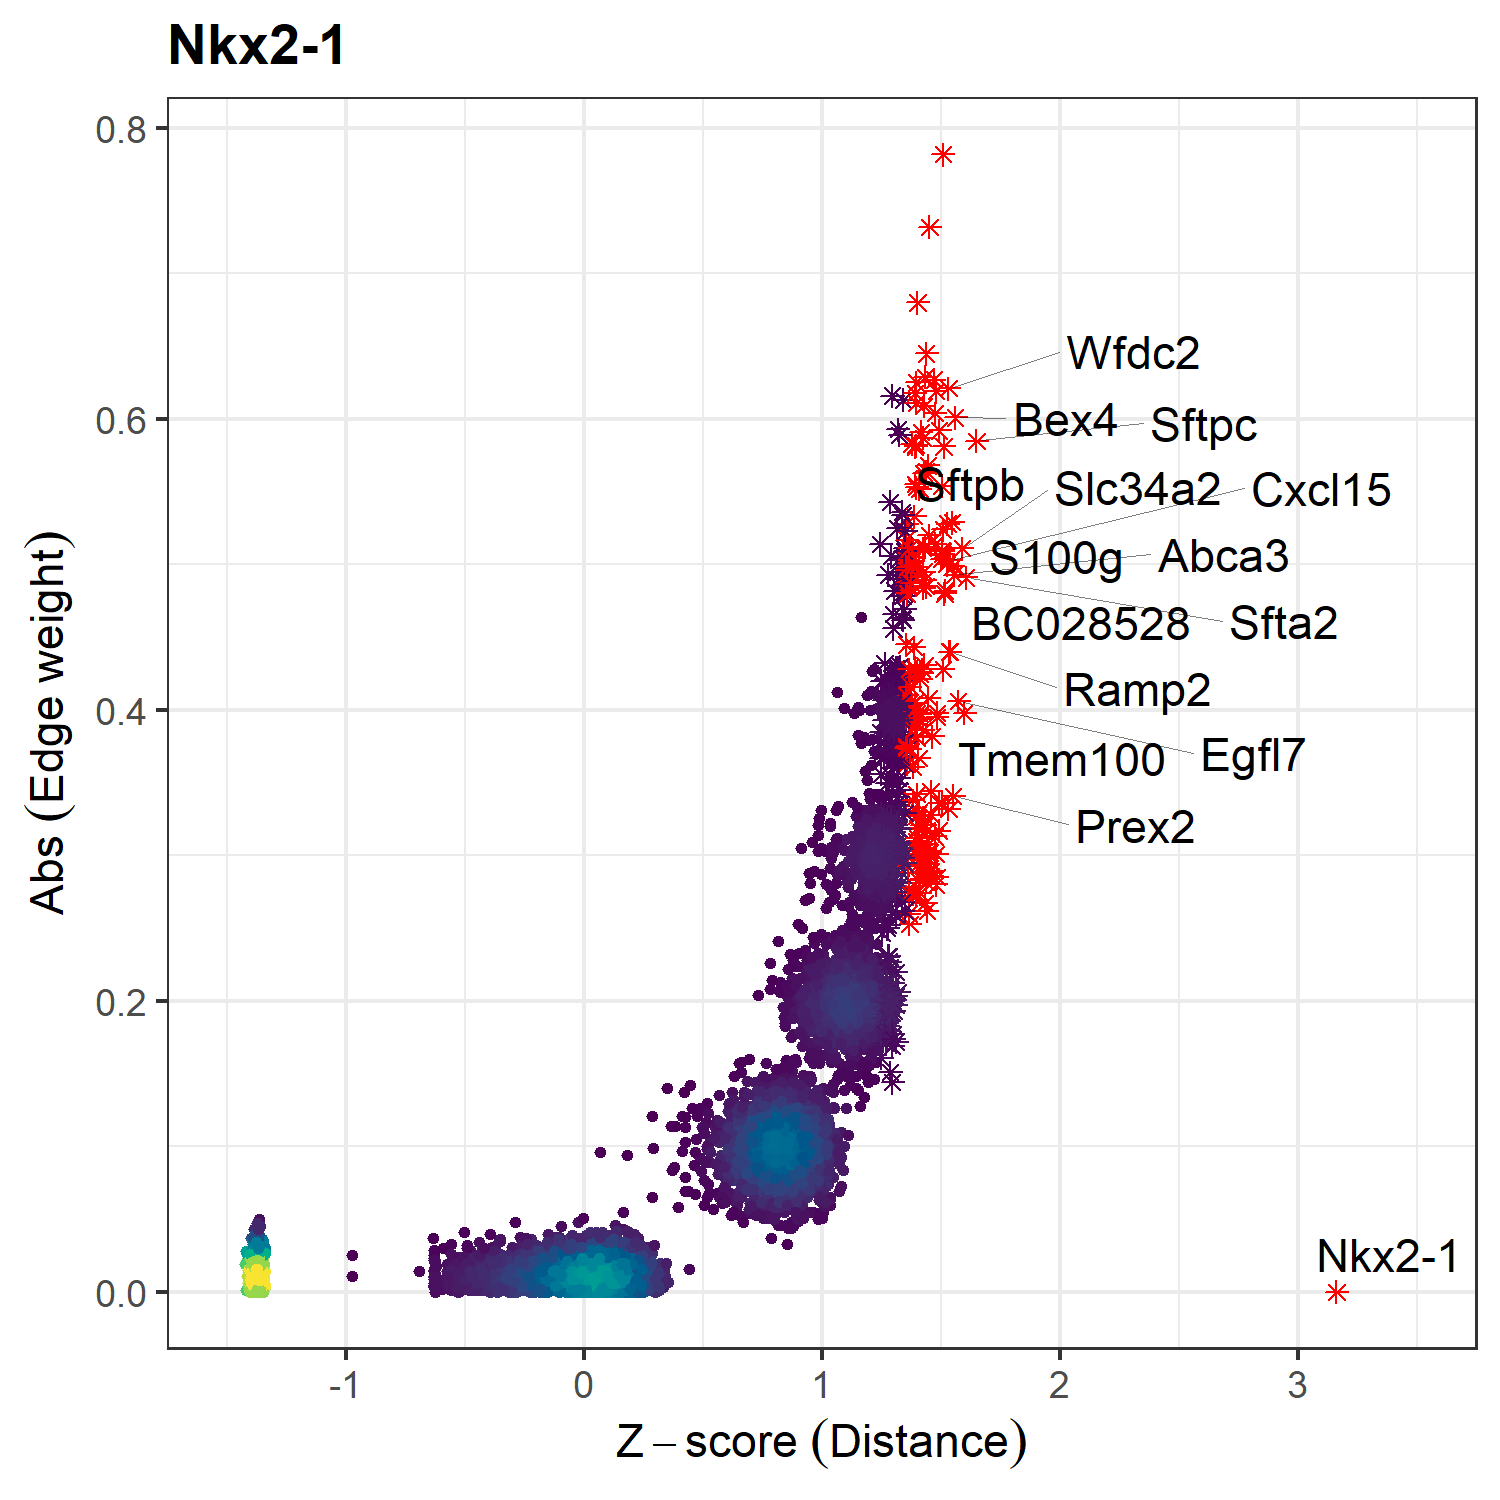 Nkx2-1
0.8
0.6
0.4
0.2
0.0
Abs (Edge weight)
Wfdc2
Bex4
Sftpc
Sftpb
Slc34a2
Cxcl15
S100g
Abca3
BC028528
Sfta2
Ramp2
Tmem100
Egfl7
Prex2
Nkx2-1
-1
0
1
2
3
Z – score (Distance)